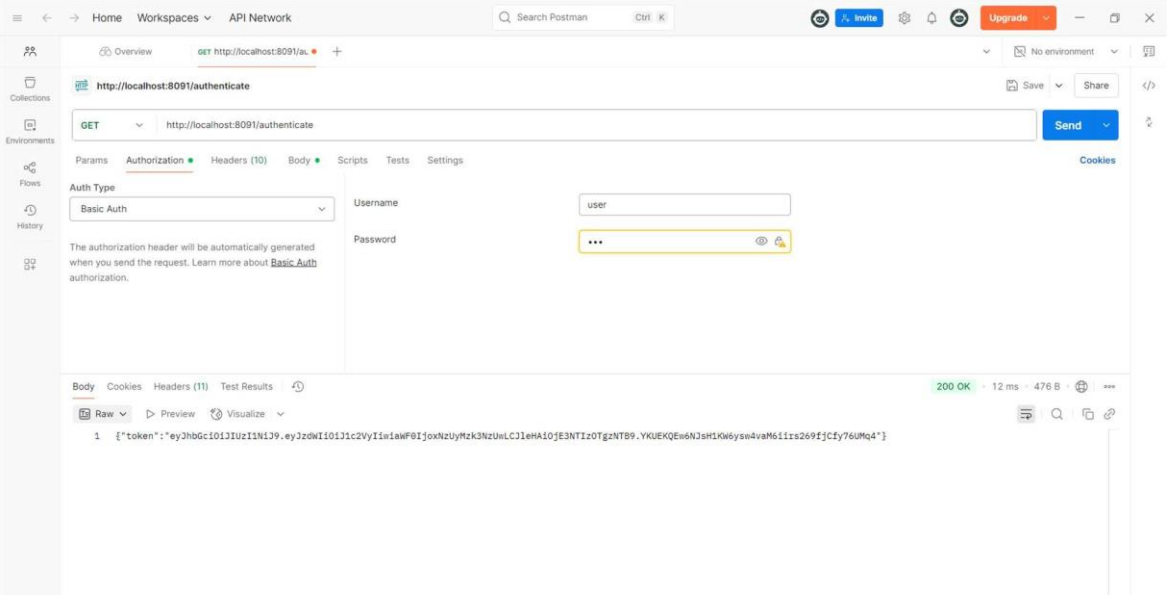 Home Workspaces API Network Search Postman Ctrl K Invite Upgrade
Overview GET http://localhost:8091/au. No environment
http://localhost:8091/authenticate Save Share
Collections
GET http://localhost:8091/authenticate Send
Environments
Params Authorization Headers (10) Body Scripts Tests Settings Cookies
Flows
Auth Type
Basic Auth
Username user
History
Password •••
The authorization header will be automatically generated
when you send the request. Learn more about Basic Auth
authorization.
Body Cookies Headers (11) Test Results 200 OK 12 ms 476 B
Raw Preview Visualize
1 {"token":"eyJhbGciOiJIUzI1NiJ9.eyJzdWIiOiJ1c2VyIiwiaWF0IjoxNzUyMzk3NzUwLCJleHAiOjE3NTIzOTgzNTB9.YKUEKQEw6NJsH1KW6ysw4vaM6iirs269fjCfy76UMq4"}